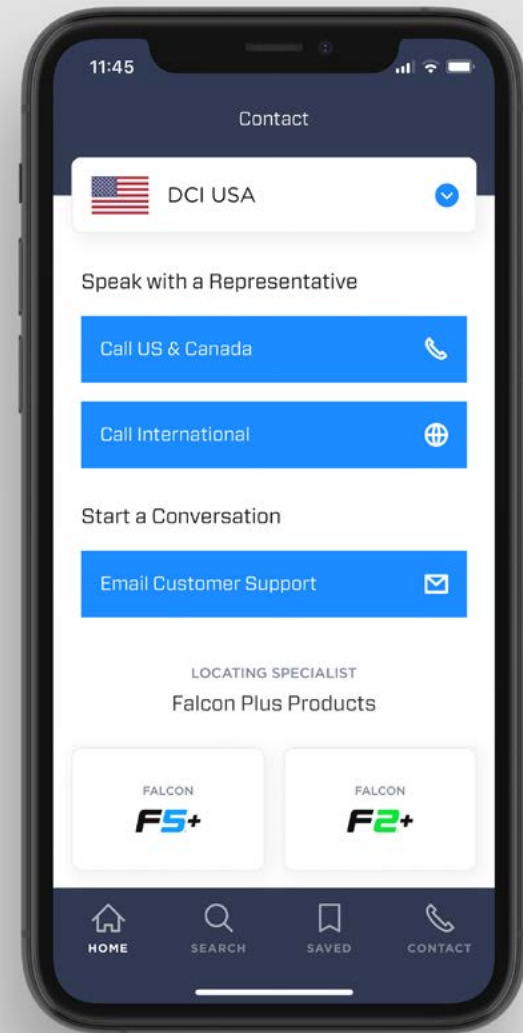 11:45
Contact
DCI USA
Speak with a Representative
Call US & Canada
Call International
Start a Conversation
Email Customer Support
LOCATING SPECIALIST
Falcon Plus Products
FALCON FALCON
F5+ F2+
HOME SEARCH SAVED CONTACT